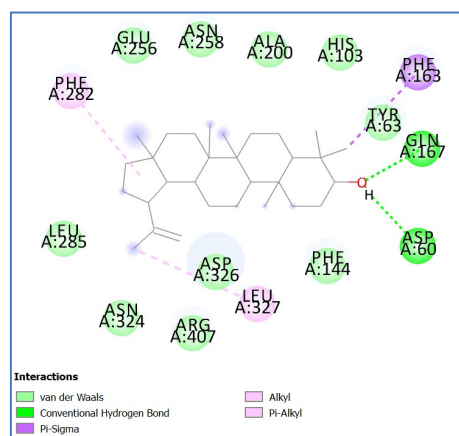 GLU
A:256
ASN
A:258
ALA
A:200
HIS
A:103
PHE
A:163
PHE
A:282
TYR
A:63
GLN
A:167
O
H
ASP
A:60
LEU
A:285
ASP
A:326
PHE
A:144
LEU
A:327
ASN
A:324
ARG
A:407
Interactions
van der Waals
Conventional Hydrogen Bond
Pi-Sigma
Alkyl
Pi-Alkyl